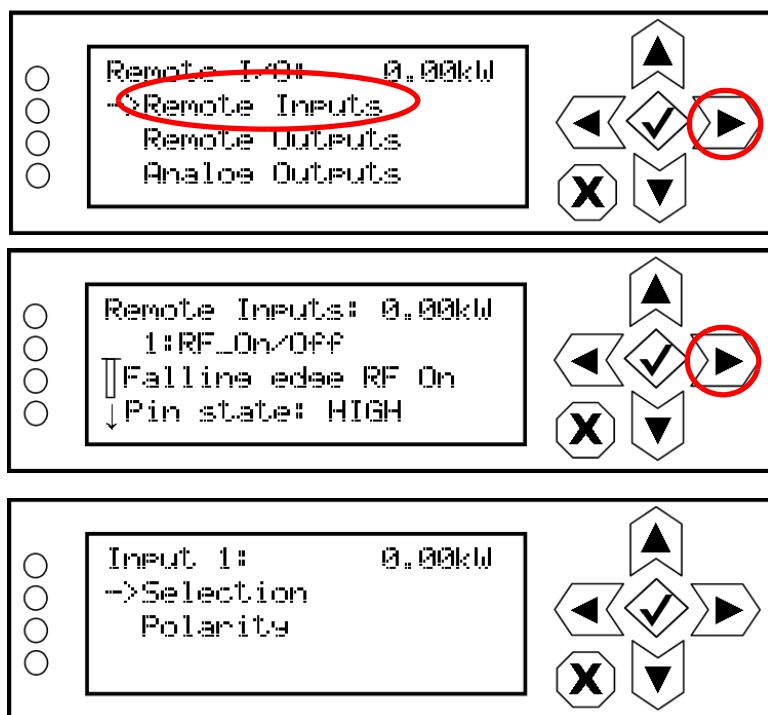 Remote I/O: 0.00kW
->Remote Inputs
Remote Outputs
Analog Outputs
X
Remote Inputs: 0.00kW
1:RF_On/Off
Falling edge RF On
↓Pin state: HIGH
X
Input 1: 0.00kW
->Selection
Polarity
X